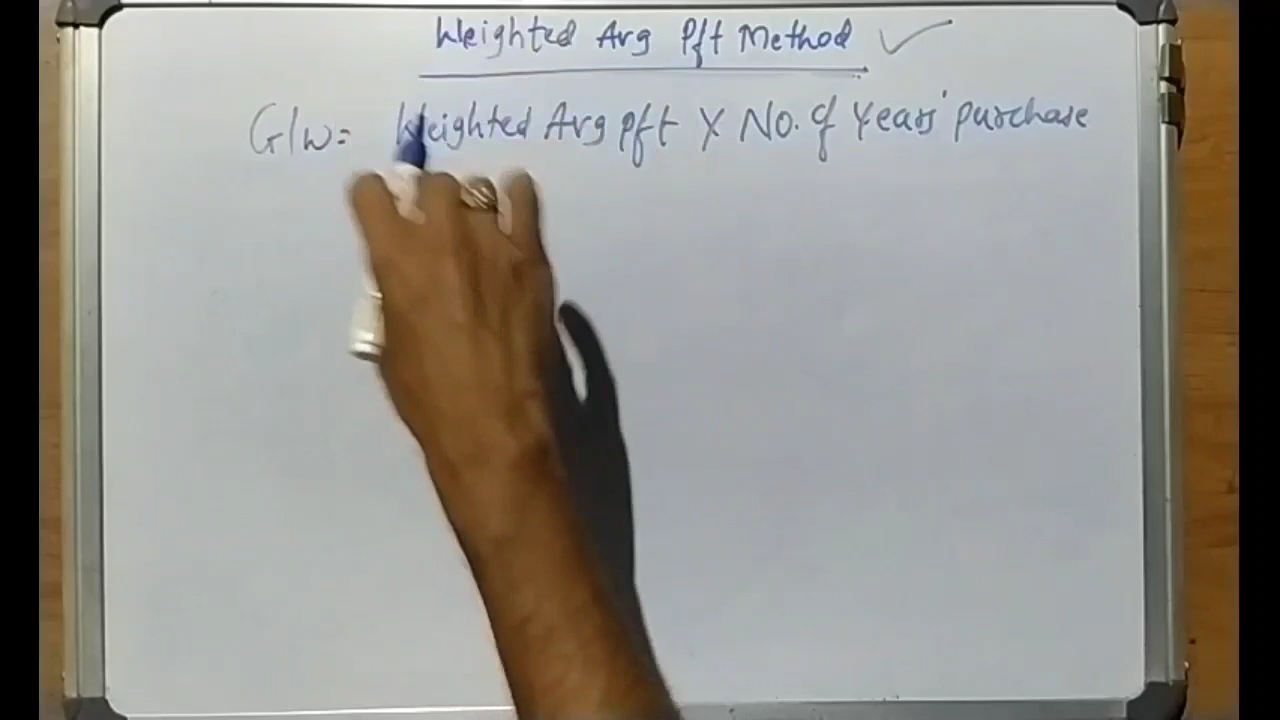 Weighted Avg Pft Method ✓
G/w = Weighted Avg pft X No. of Years' purchase